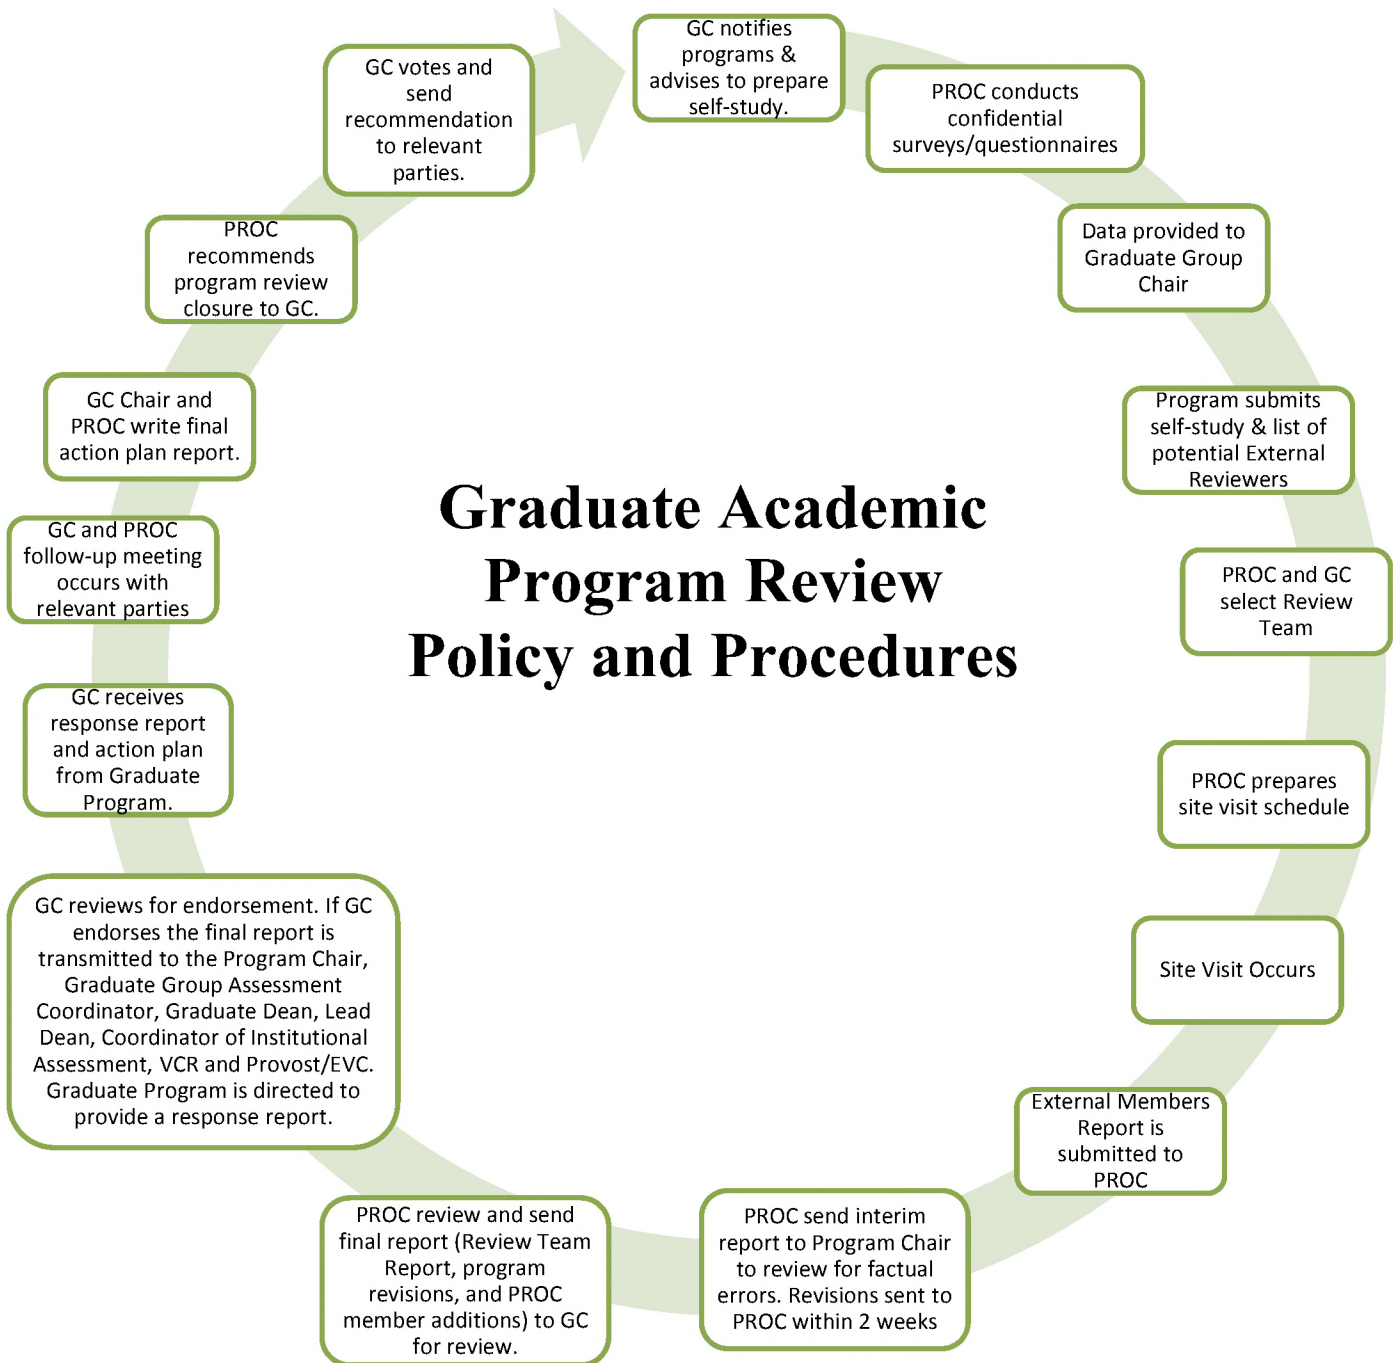 GC notifies
programs &
advises to prepare
self-study.
PROC conducts
confidential
surveys/questionnaires
Data provided to
Graduate Group
Chair
Program submits
self-study & list of
potential External
Reviewers
PROC and GC
select Review
Team
PROC prepares
site visit schedule
Site Visit Occurs
External Members
Report is
submitted to
PROC
PROC send interim
report to Program Chair
to review for factual
errors. Revisions sent to
PROC within 2 weeks
PROC review and send
final report (Review Team
Report, program
revisions, and PROC
member additions) to GC
for review.
GC reviews for endorsement. If GC
endorses the final report is
transmitted to the Program Chair,
Graduate Group Assessment
Coordinator, Graduate Dean, Lead
Dean, Coordinator of Institutional
Assessment, VCR and Provost/EVC.
Graduate Program is directed to
provide a response report.
GC receives
response report
and action plan
from Graduate
Program.
GC and PROC
follow-up meeting
occurs with
relevant parties
GC Chair and
PROC write final
action plan report.
PROC
recommends
program review
closure to GC.
GC votes and
send
recommendation
to relevant
parties.
Graduate Academic
Program Review
Policy and Procedures